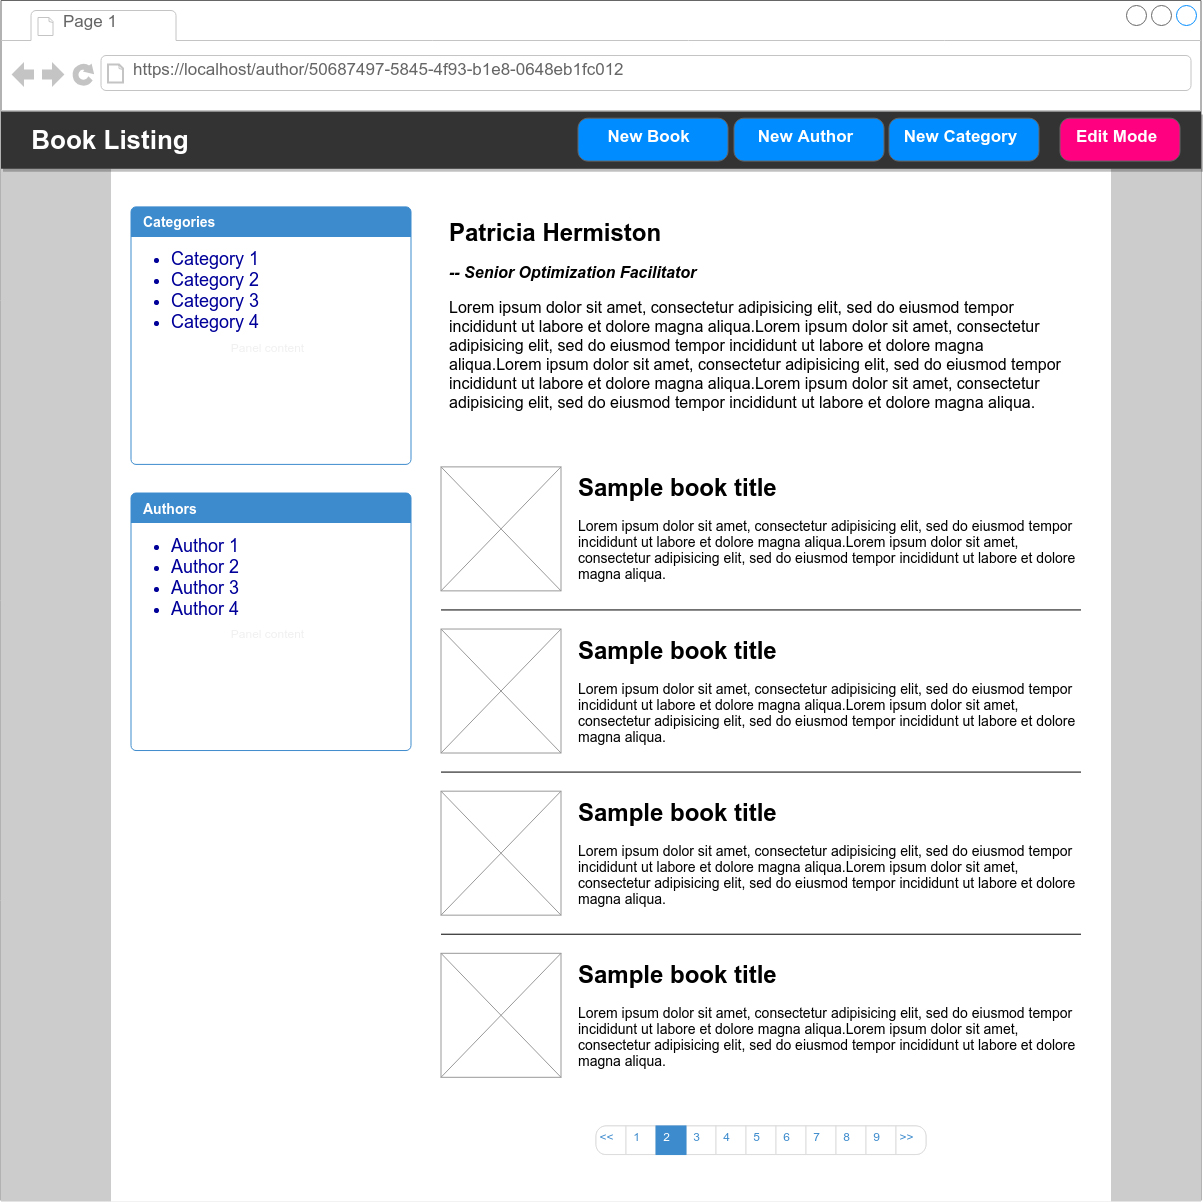 Page 1
https://localhost/author/50687497-5845-4f93-b1e8-0648eb1fc012
Book Listing
New Book
New Author
New Category
Edit Mode
Categories
Category 1
Category 2
Category 3
Category 4
Panel content
Authors
Author 1
Author 2
Author 3
Author 4
Panel content
Patricia Hermiston
-- Senior Optimization Facilitator
Lorem ipsum dolor sit amet, consectetur adipisicing elit, sed do eiusmod tempor
incididunt ut labore et dolore magna aliqua.Lorem ipsum dolor sit amet, consectetur
adipisicing elit, sed do eiusmod tempor incididunt ut labore et dolore magna
aliqua.Lorem ipsum dolor sit amet, consectetur adipisicing elit, sed do eiusmod tempor
incididunt ut labore et dolore magna aliqua.Lorem ipsum dolor sit amet, consectetur
adipisicing elit, sed do eiusmod tempor incididunt ut labore et dolore magna aliqua.
Sample book title
Lorem ipsum dolor sit amet, consectetur adipisicing elit, sed do eiusmod tempor
incididunt ut labore et dolore magna aliqua.Lorem ipsum dolor sit amet,
consectetur adipisicing elit, sed do eiusmod tempor incididunt ut labore et dolore
magna aliqua.
Sample book title
Lorem ipsum dolor sit amet, consectetur adipisicing elit, sed do eiusmod tempor
incididunt ut labore et dolore magna aliqua.Lorem ipsum dolor sit amet,
consectetur adipisicing elit, sed do eiusmod tempor incididunt ut labore et dolore
magna aliqua.
Sample book title
Lorem ipsum dolor sit amet, consectetur adipisicing elit, sed do eiusmod tempor
incididunt ut labore et dolore magna aliqua.Lorem ipsum dolor sit amet,
consectetur adipisicing elit, sed do eiusmod tempor incididunt ut labore et dolore
magna aliqua.
Sample book title
Lorem ipsum dolor sit amet, consectetur adipisicing elit, sed do eiusmod tempor
incididunt ut labore et dolore magna aliqua.Lorem ipsum dolor sit amet,
consectetur adipisicing elit, sed do eiusmod tempor incididunt ut labore et dolore
magna aliqua.
<< 1 2 3 4 5 6 7 8 9 >>